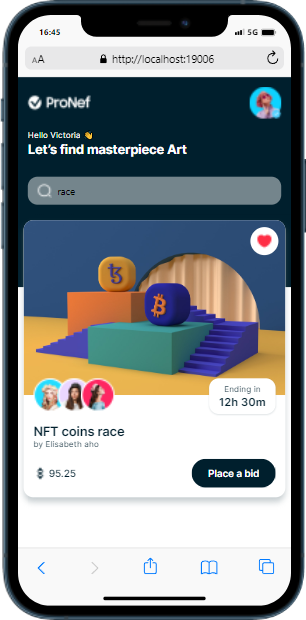 16:45
5G
AA
http://localhost:19006
ProNef
Hello Victoria 👋
Let's find masterpiece Art
race
Ending in
12h 30m
NFT coins race
by Elisabeth aho
95.25
Place a bid